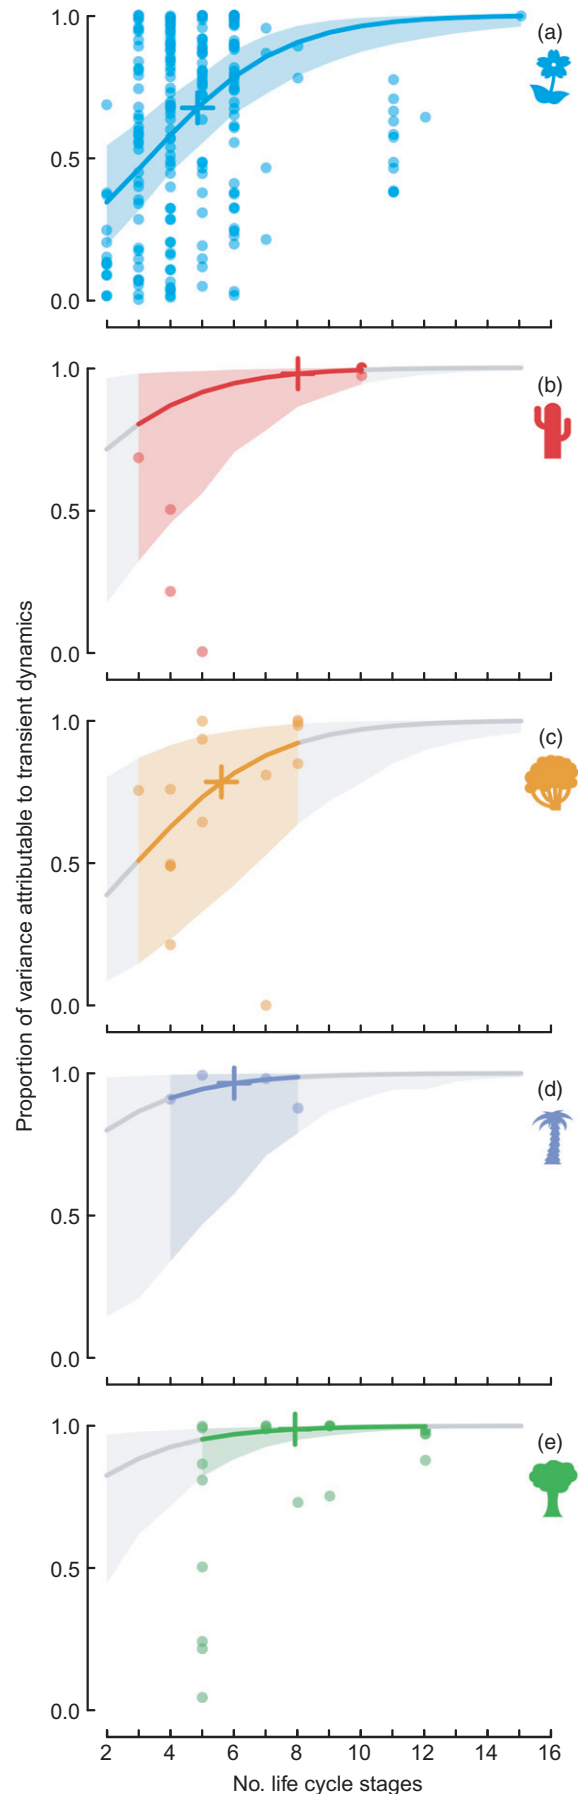 Proportion of variance attributable to transient dynamics
1.0
0.5
0.0
(a)
1.0
0.5
0.0
(b)
1.0
0.5
0.0
(c)
1.0
0.5
0.0
(d)
1.0
0.5
0.0
(e)
2 4 6 8 10 12 14 16
No. life cycle stages